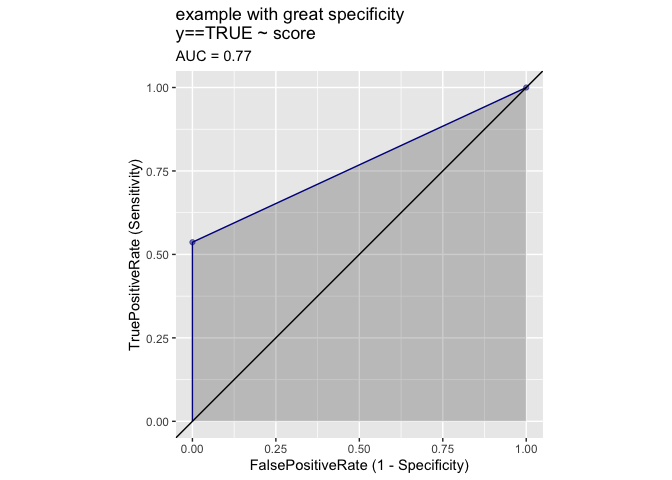 example with great specificity
y==TRUE ~ score
AUC = 0.77
1.00
0.75
0.50
0.25
0.00
TruePositiveRate (Sensitivity)
0.00 0.25 0.50 0.75 1.00
FalsePositiveRate (1 - Specificity)